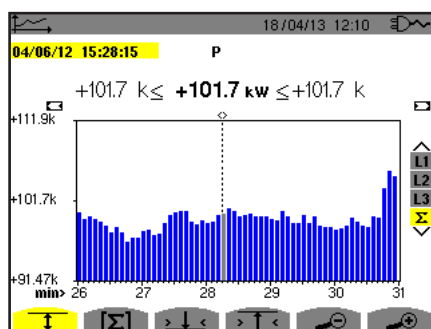 18/04/13 12:10
04/06/12 15:28:15 P
+101.7 k≤ +101.7 kW ≤+101.7 k
+111.9k
+101.7k
+91.47k
L1
L2
L3
Σ
min> 26 27 28 29 30 31
[Σ]